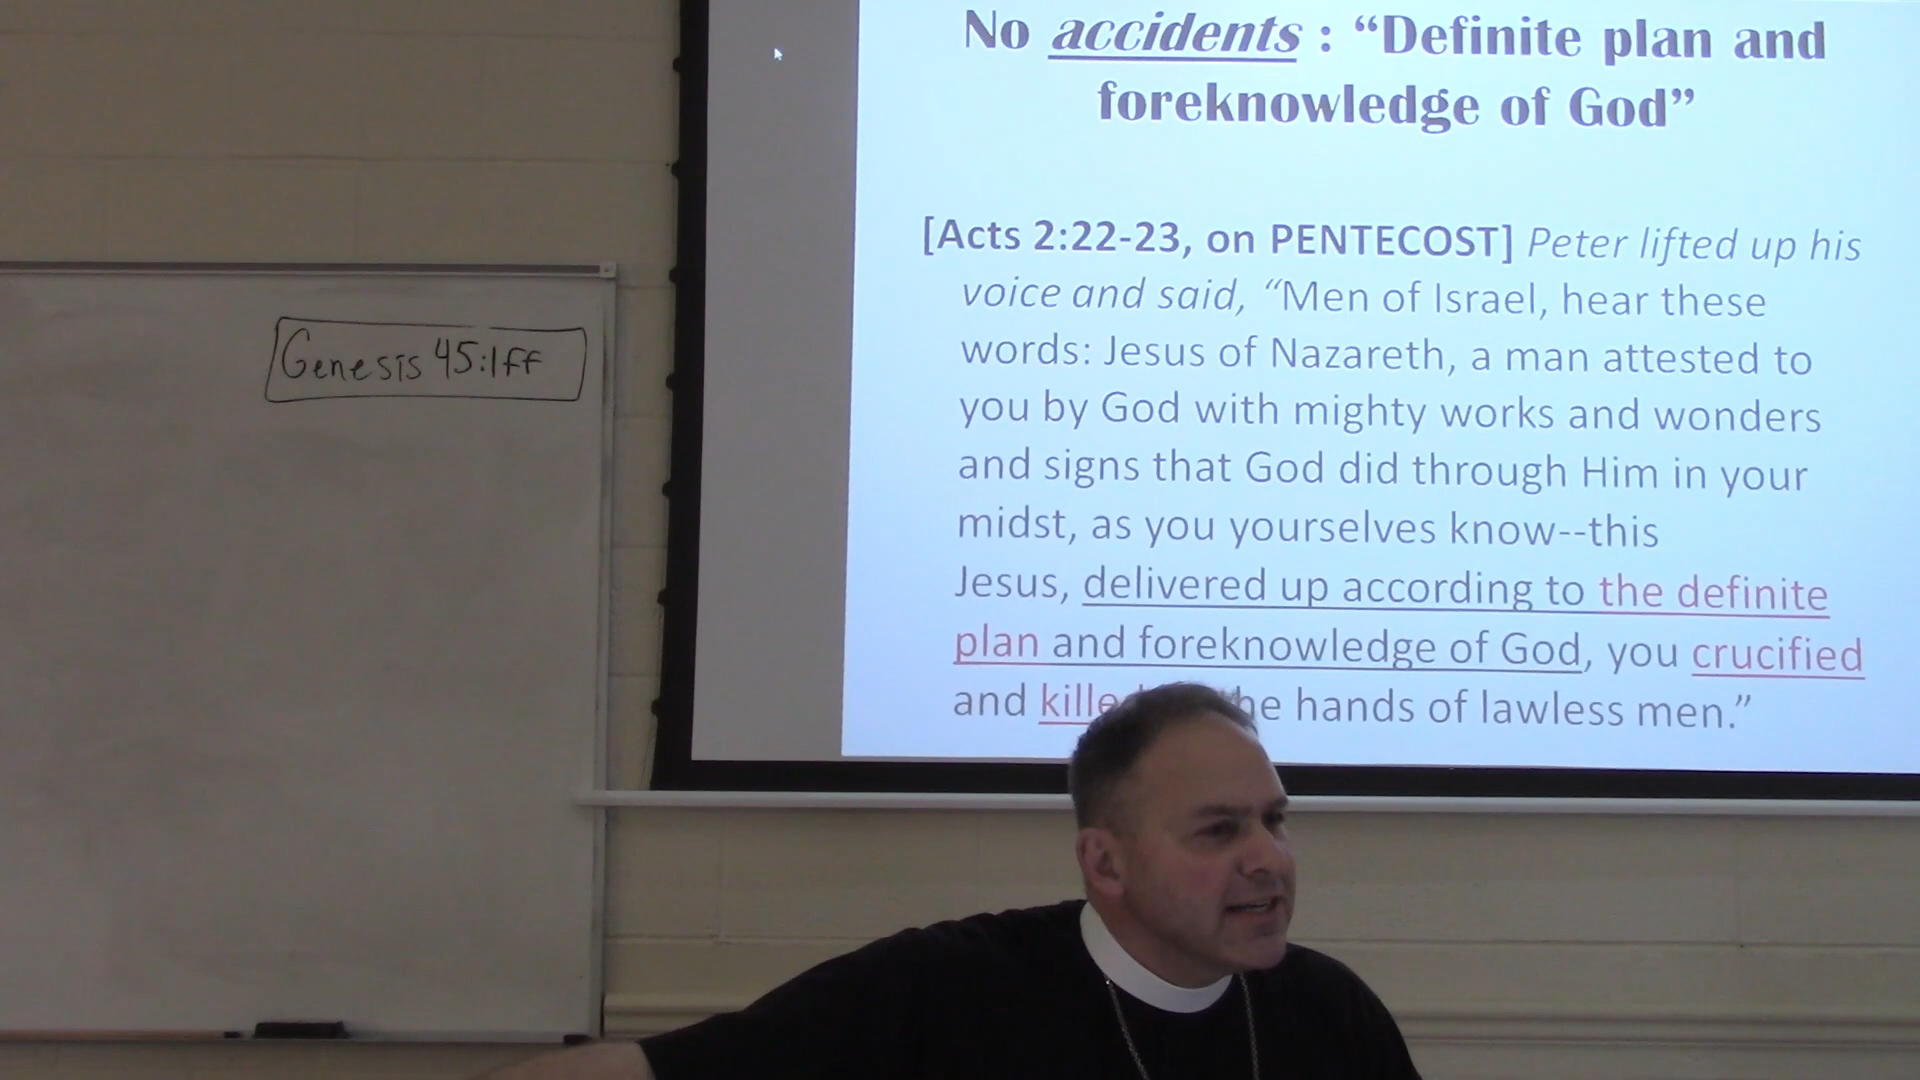 No accidents : “Definite plan and
foreknowledge of God”
[Acts 2:22-23, on PENTECOST] Peter lifted up his
voice and said, “Men of Israel, hear these
words: Jesus of Nazareth, a man attested to
you by God with mighty works and wonders
and signs that God did through Him in your
midst, as you yourselves know--this
Jesus, delivered up according to the definite
plan and foreknowledge of God, you crucified
and hands of lawless men.”
Genesis 45:1ff